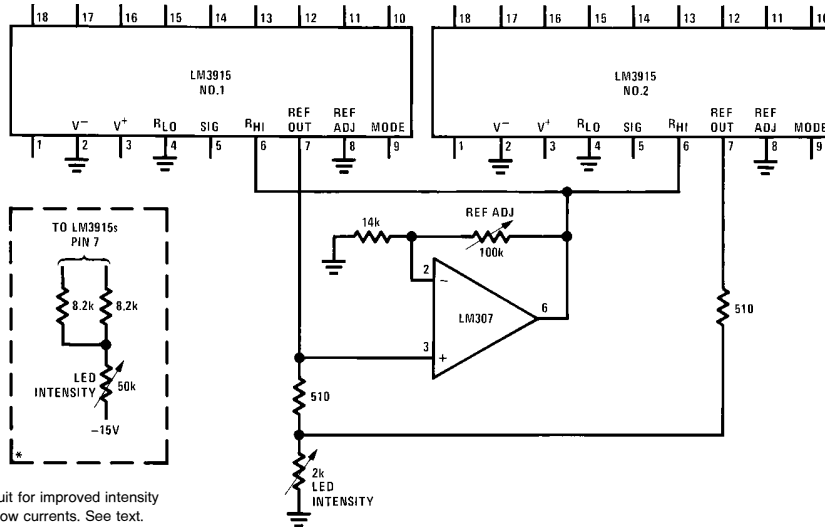 18 17 16 15 14 13 12 11 10
18 17 16 15 14 13 12 11 10
LM3915
NO.1
LM3915
NO.2
V− V+ RLO SIG RHI REF OUT REF ADJ MODE
V− V+ RLO SIG RHI REF OUT REF ADJ MODE
1 2 3 4 5 6 7 8 9
1 2 3 4 5 6 7 8 9
TO LM3915s
PIN 7
8.2k 8.2k
LED
INTENSITY
50k
−15V
*
14k
REF ADJ
100k
2
−
LM307
6
3
+
510
510
2k
LED
INTENSITY
uit for improved intensity
ow currents. See text.